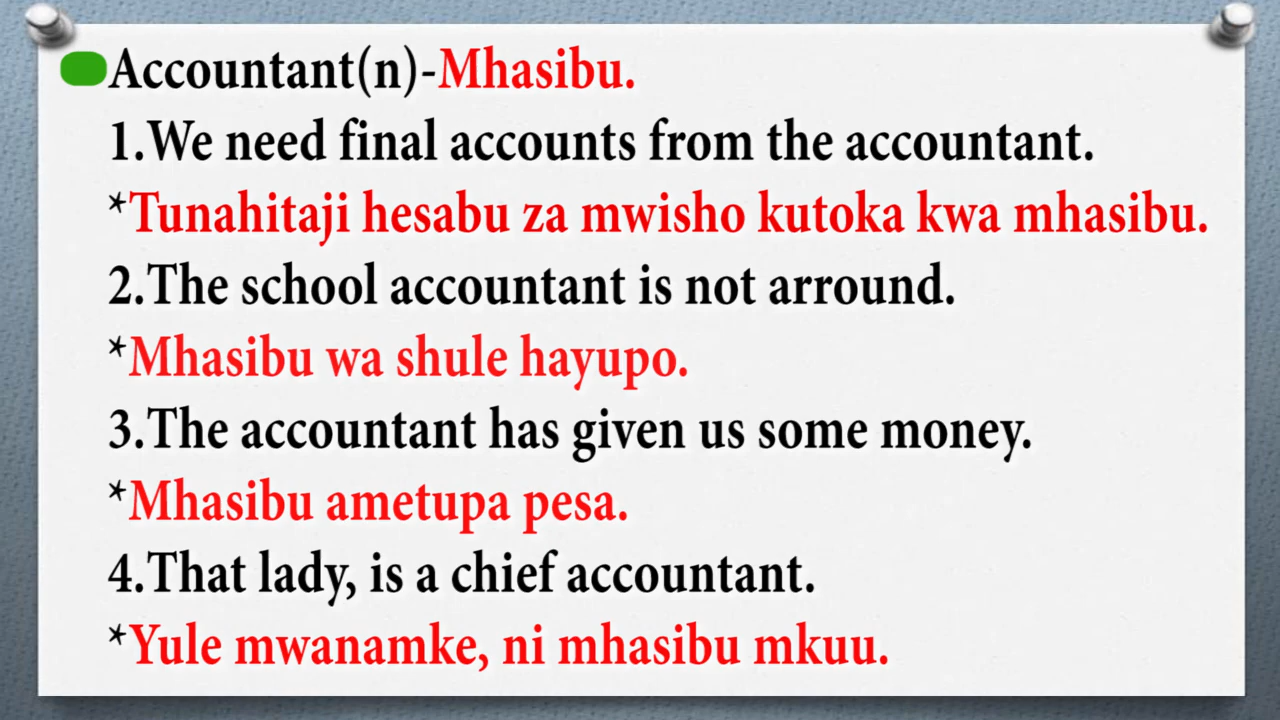 Accountant(n)-Mhasibu.
1.We need final accounts from the accountant.
*Tunahitaji hesabu za mwisho kutoka kwa mhasibu.
2.The school accountant is not arround.
*Mhasibu wa shule hayupo.
3.The accountant has given us some money.
*Mhasibu ametupa pesa.
4.That lady, is a chief accountant.
*Yule mwanamke, ni mhasibu mkuu.